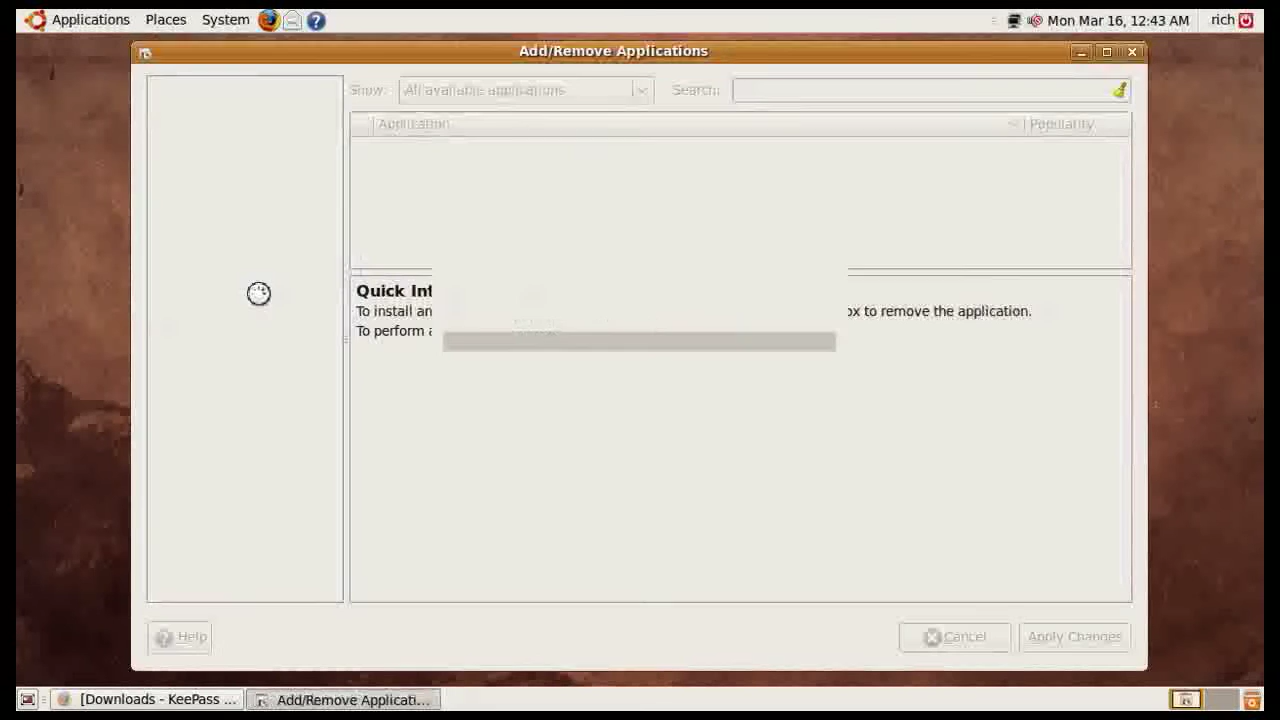 Applications Places System Mon Mar 16, 12:43 AM rich
Add/Remove Applications
Show: All available applications Search:
Application Popularity
Quick Int
To install an ox to remove the application.
To perform a
Help Cancel Apply Changes
[Downloads - KeePass ... Add/Remove Applicati...